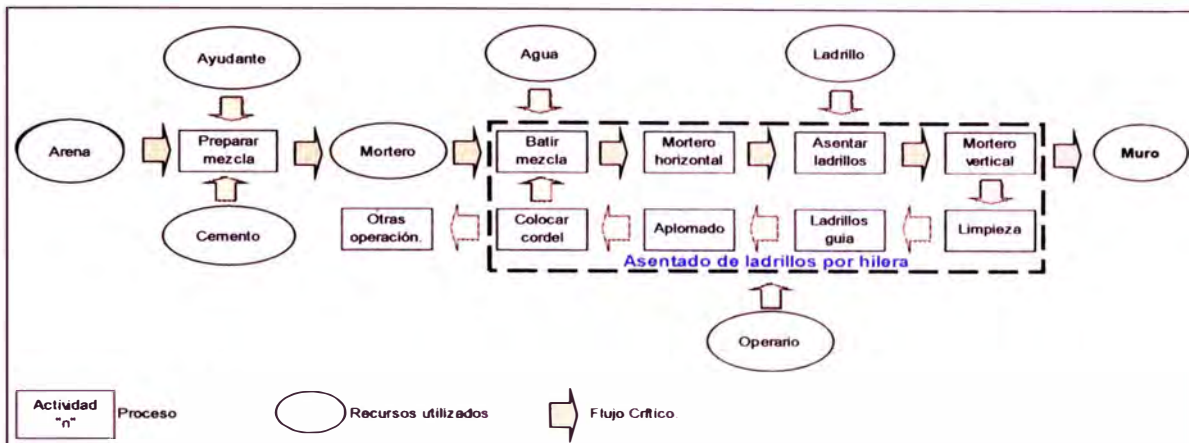 Ayudante
Agua
Ladrillo
Arena
Preparar
mezcla
Mortero
Batir
mezcla
Mortero
horizontal
Asentar
ladrillos
Mortero
vertical
Muro
Cemento
Otras
operación.
Colocar
cordel
Aplomado
Ladrillos
guia
Limpieza
Asentado de ladrillos por hilera
Operario
Actividad
"n"
Proceso
Recursos utilizados
Flujo Crítico